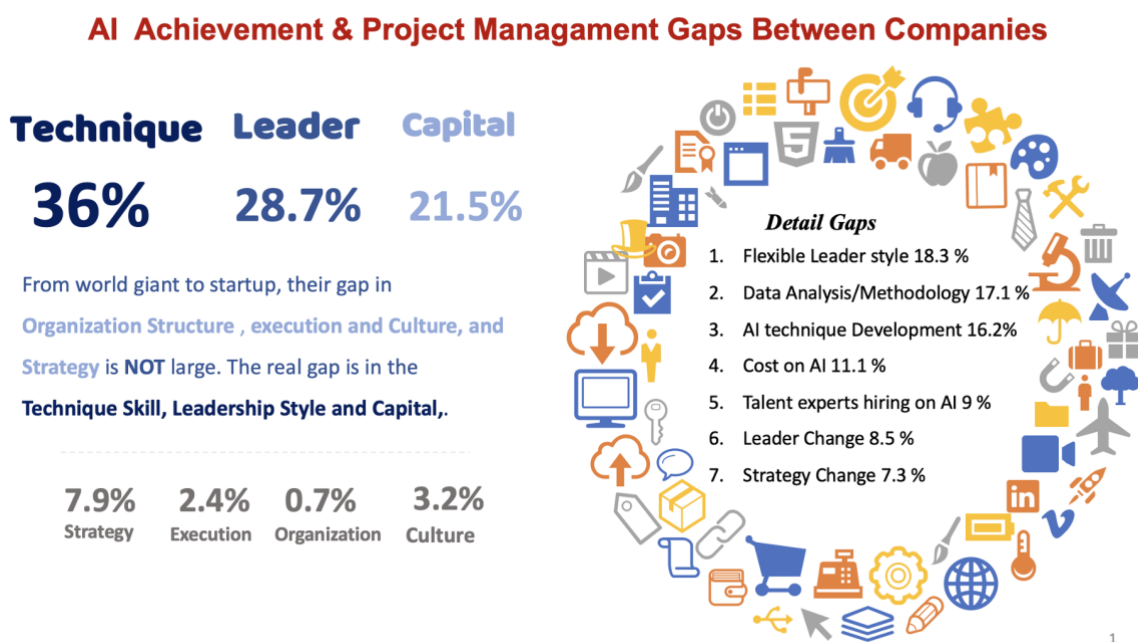 AI Achievement & Project Managament Gaps Between Companies
Technique Leader Capital
36% 28.7% 21.5%
From world giant to startup, their gap in
Organization Structure , execution and Culture, and
Strategy is NOT large. The real gap is in the
Technique Skill, Leadership Style and Capital,.
7.9% 2.4% 0.7% 3.2%
Strategy Execution Organization Culture
Detail Gaps
1. Flexible Leader style 18.3 %
2. Data Analysis/Methodology 17.1 %
3. AI technique Development 16.2%
4. Cost on AI 11.1 %
5. Talent experts hiring on AI 9 %
6. Leader Change 8.5 %
7. Strategy Change 7.3 %
5
in
1